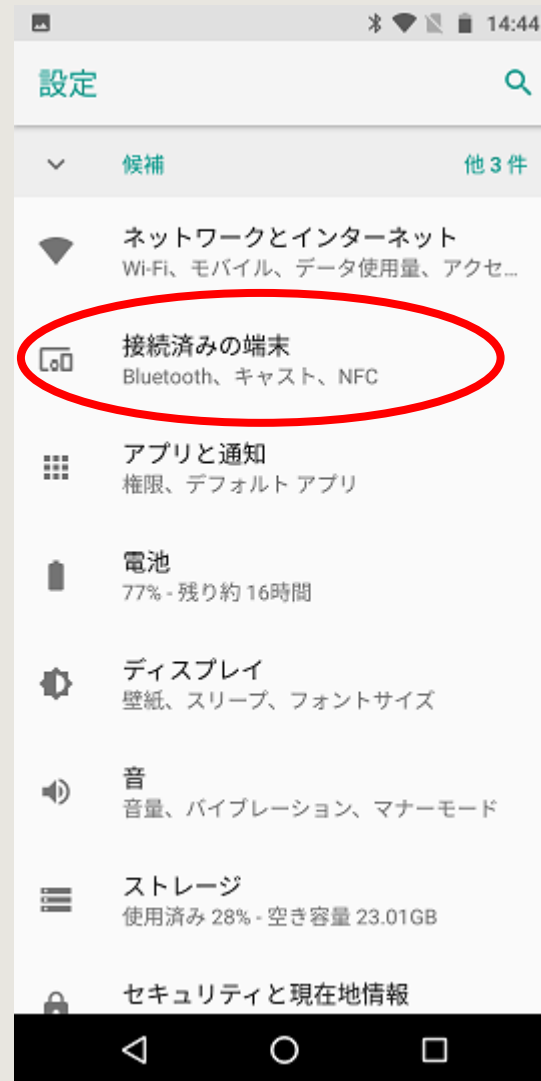 14:44
設定
候補 他 3 件
ネットワークとインターネット
Wi-Fi、モバイル、データ使用量、アクセ...
接続済みの端末
Bluetooth、キャスト、NFC
アプリと通知
権限、デフォルト アプリ
電池
77% - 残り約 16時間
ディスプレイ
壁紙、スリープ、フォントサイズ
音
音量、バイブレーション、マナーモード
ストレージ
使用済み 28% - 空き容量 23.01GB
セキュリティと現在地情報